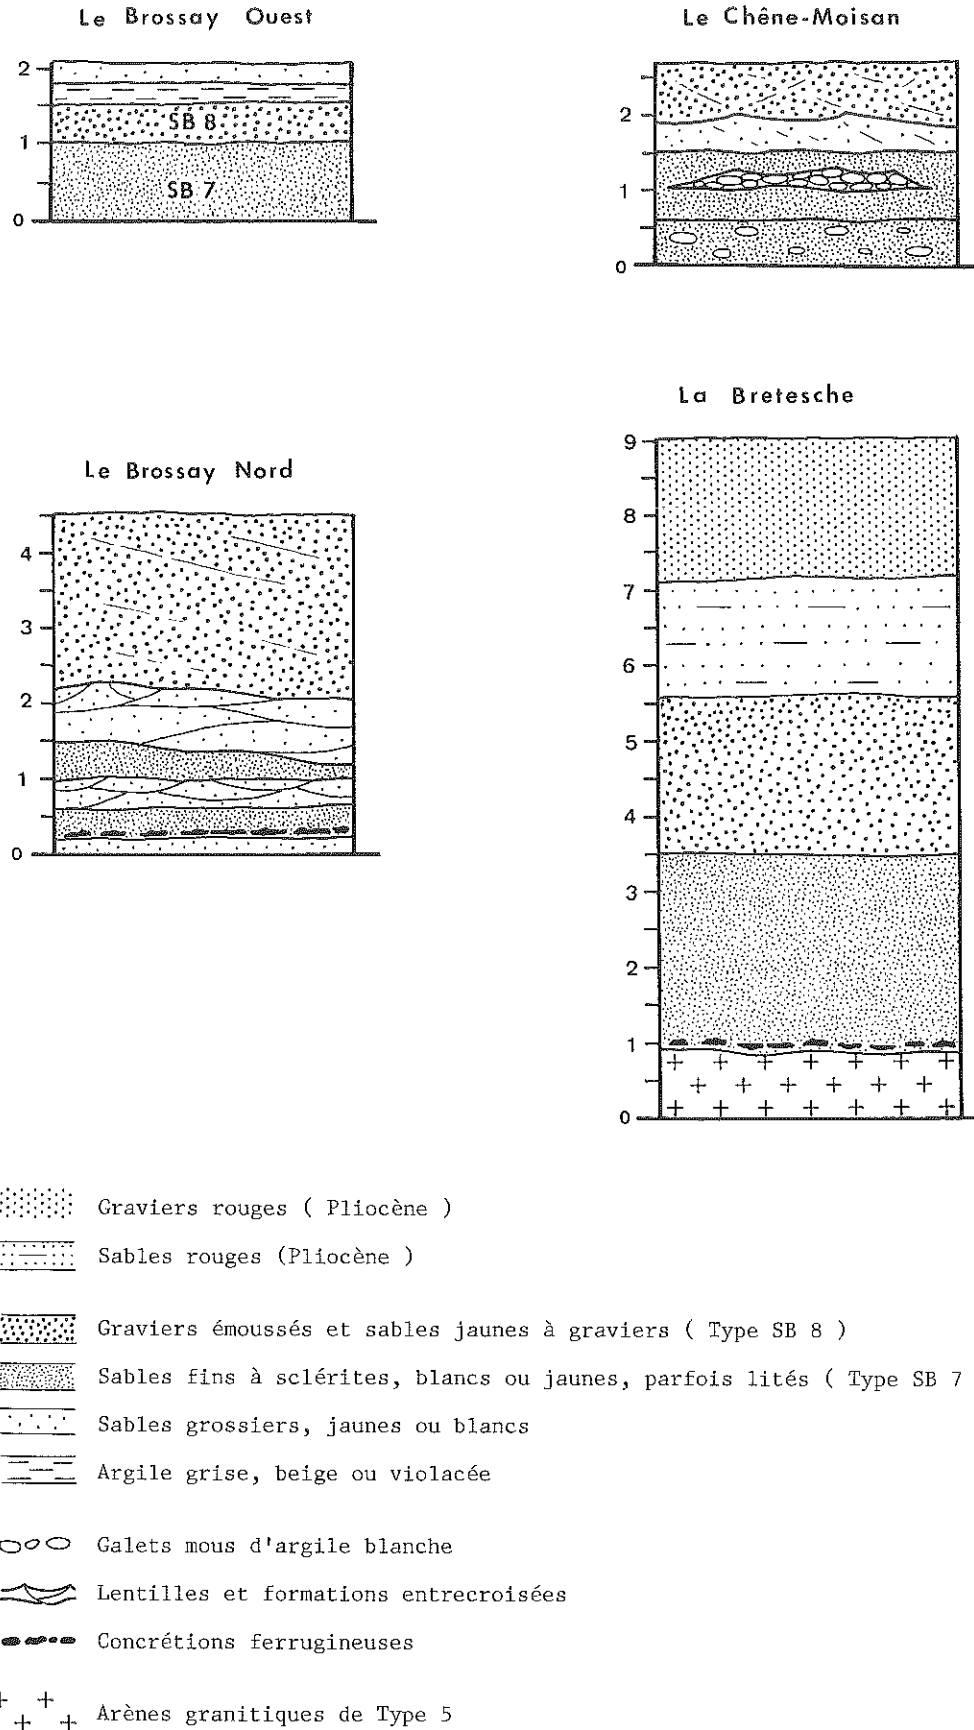 Le Brossay Ouest
2
1
0
SB 8
SB 7
Le Chêne-Moisan
2
1
0
Le Brossay Nord
4
3
2
1
0
La Bretesche
9
8
7
6
5
4
3
2
1
0
Graviers rouges ( Pliocène )
Sables rouges (Pliocène )
Graviers émoussés et sables jaunes à graviers ( Type SB 8 )
Sables fins à sclérites, blancs ou jaunes, parfois lités ( Type SB 7
Sables grossiers, jaunes ou blancs
Argile grise, beige ou violacée
Galets mous d'argile blanche
Lentilles et formations entrecroisées
Concrétions ferrugineuses
Arènes granitiques de Type 5